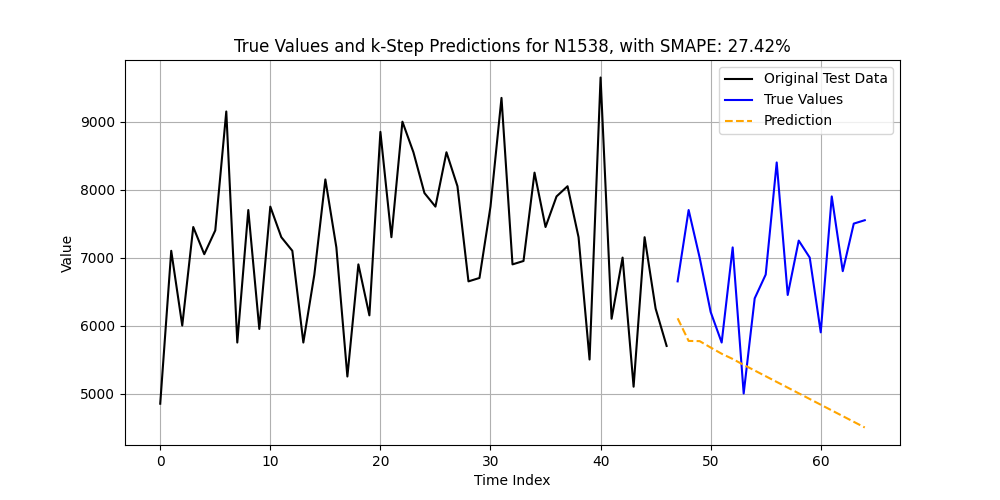 True Values and k-Step Predictions for N1538, with SMAPE: 27.42%
Original Test Data
True Values
Prediction
9000
8000
7000
6000
5000
Value
0 10 20 30 40 50 60
Time Index